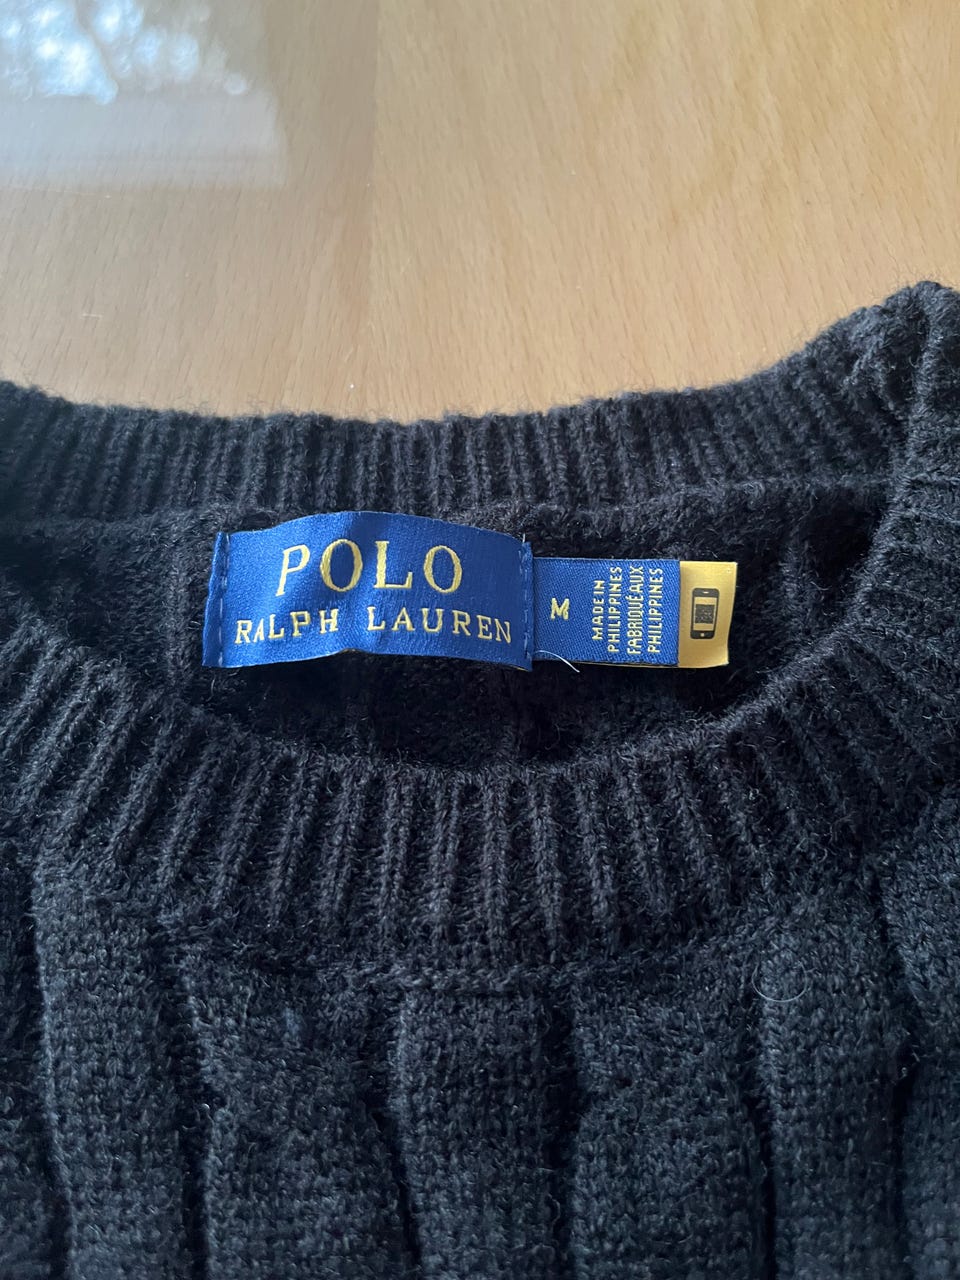 POLO
RALPH LAUREN
M
MADE IN
PHILIPPINES
FABRIQUÉ AUX
PHILIPPINES